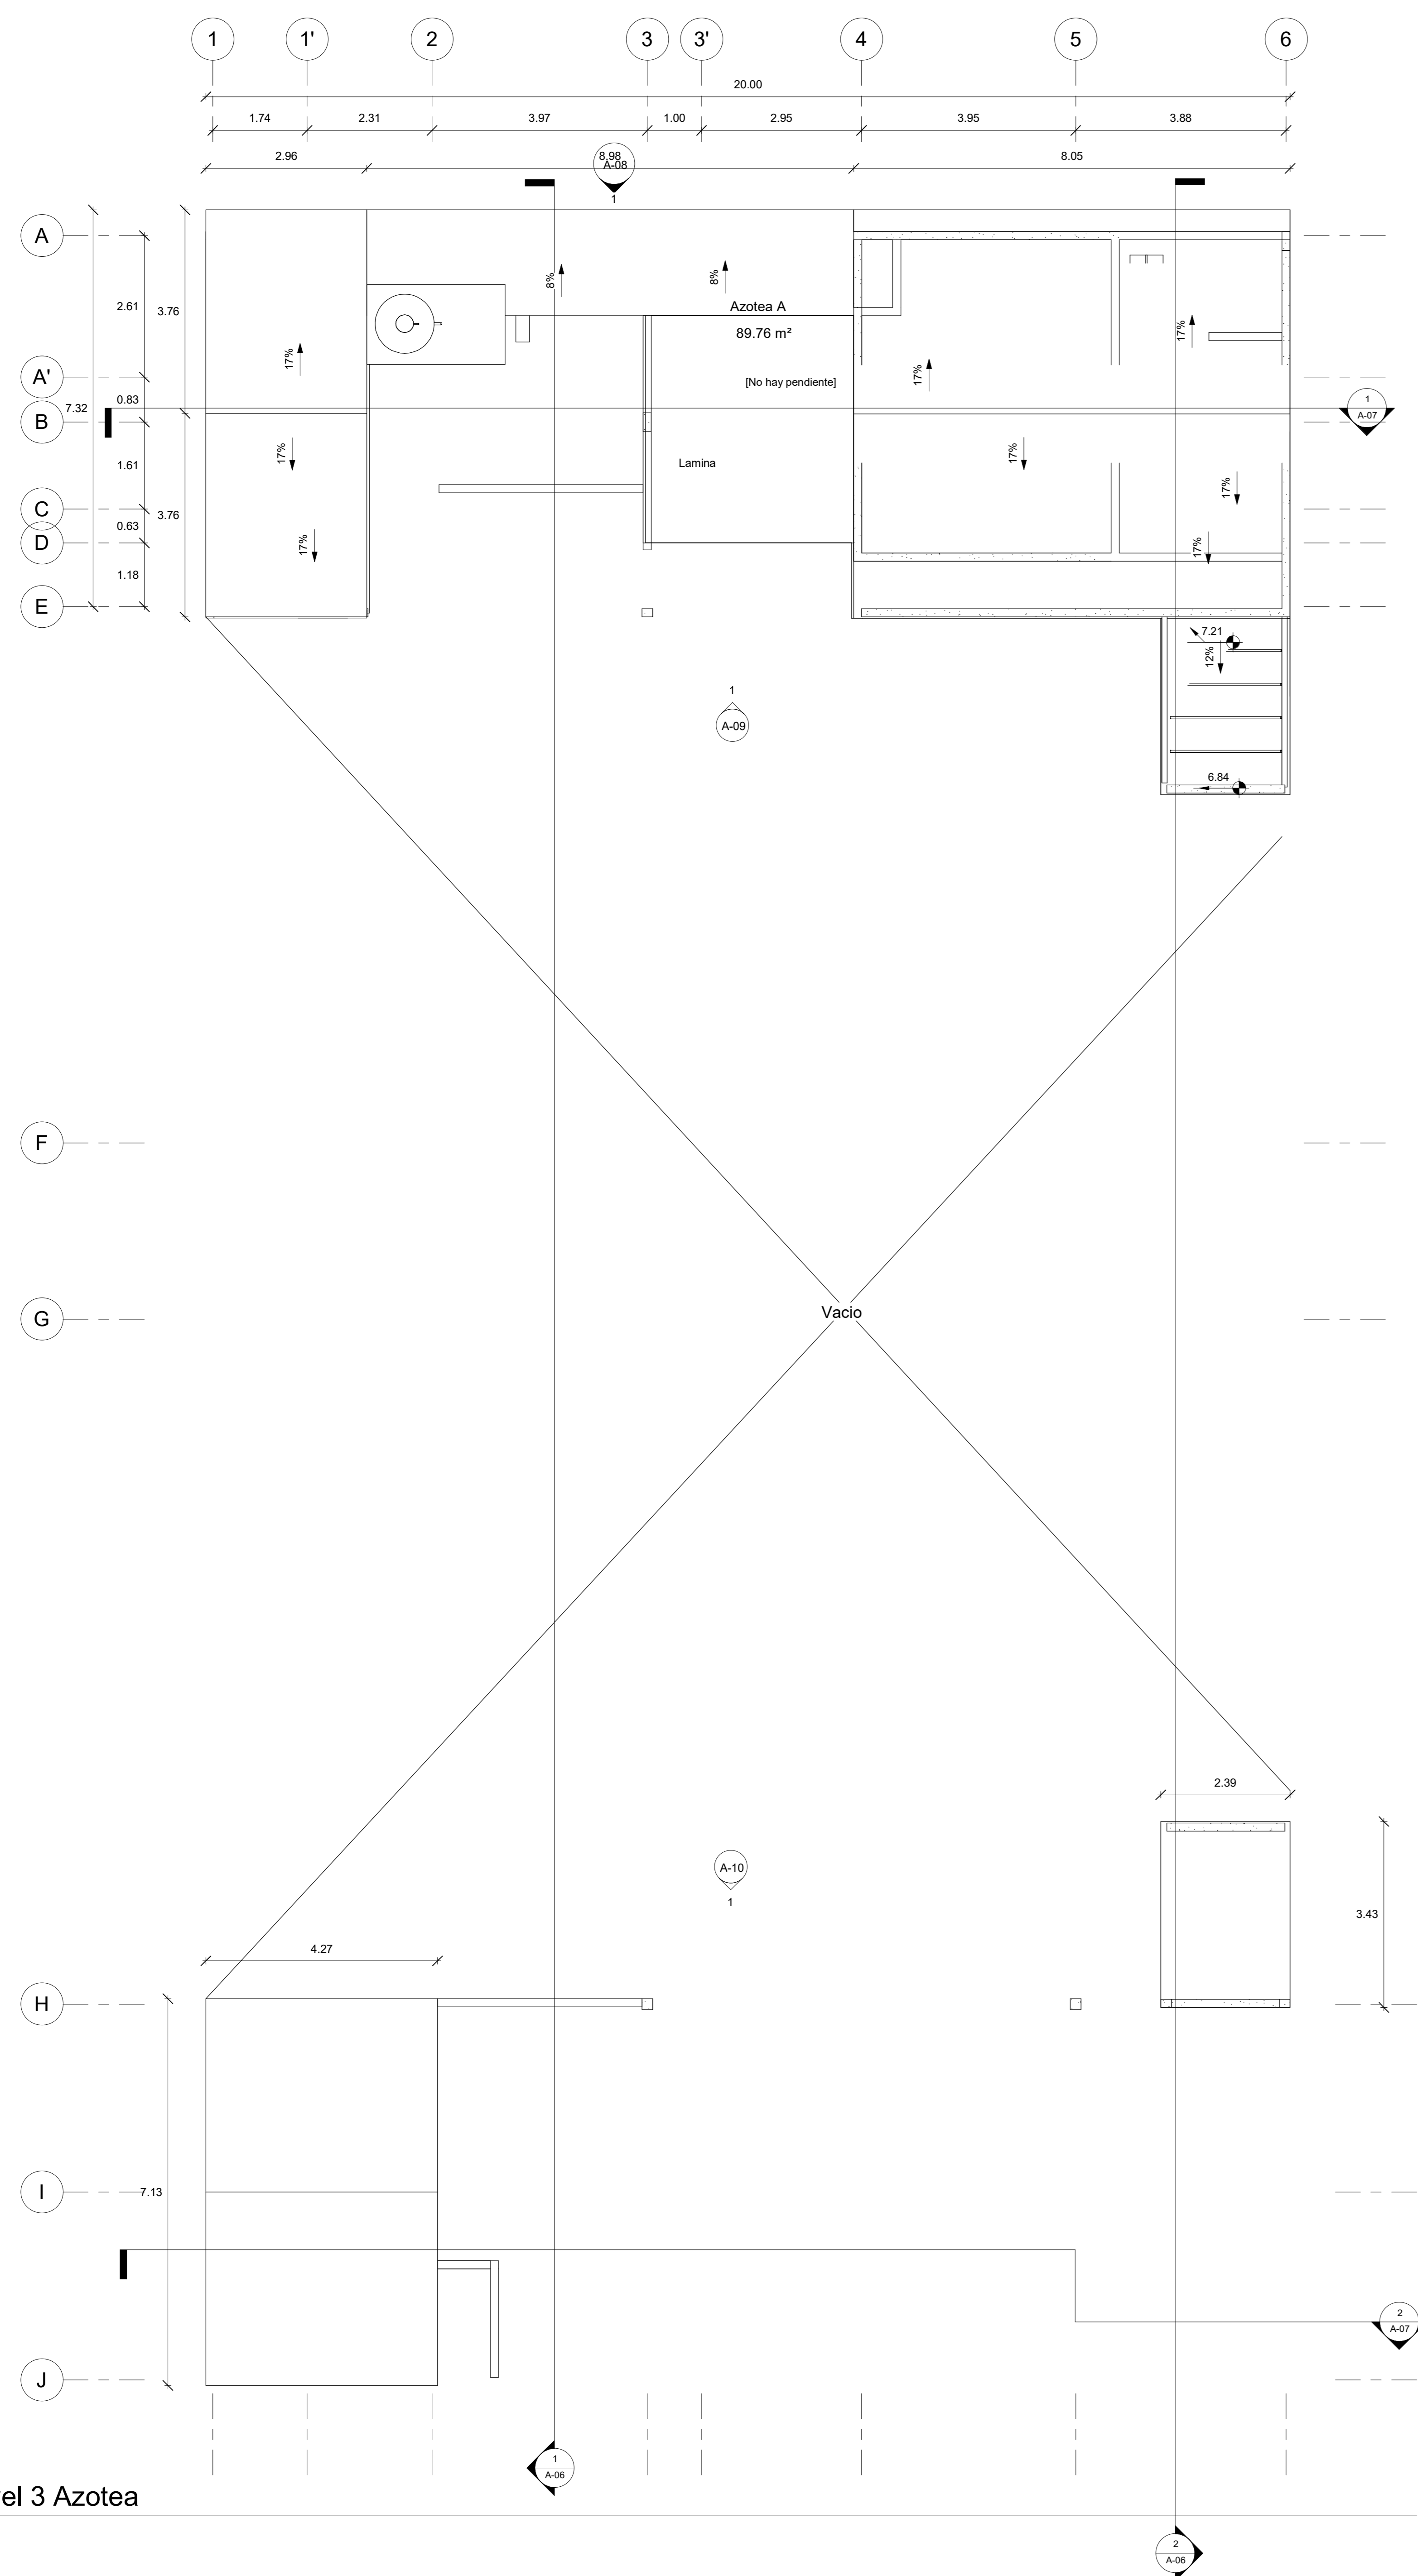 1 1' 2 3 3' 4 5 6
20.00
1.74 2.31 3.97 1.00 2.95 3.95 3.88
2.96 8.98 8.05
A-08
1
A
8% 8%
2.61 3.76
Azotea A
89.76 m²
17% 17% 17%
[No hay pendiente]
A'
0.83
7.32
B
1
A-07
17% 17%
1.61
Lamina
17%
C
3.76
0.63
D
17% 17%
1.18
E
7.21
12%
1
A-09
6.84
F
G
Vacio
2.39
A-10
1
3.43
4.27
H
I
7.13
2
A-07
J
1
A-06
el 3 Azotea
2
A-06